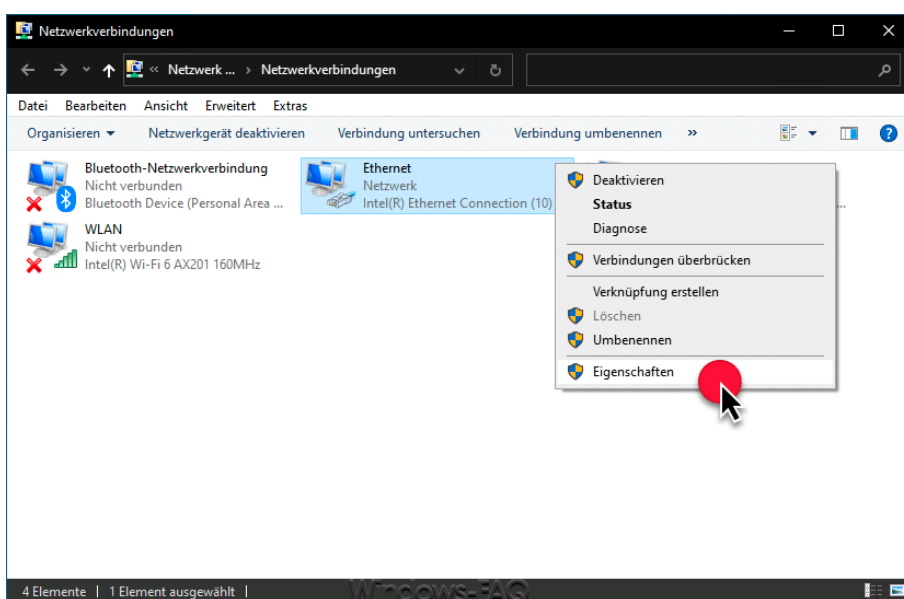 Netzwerkverbindungen
« Netzwerk ... › Netzwerkverbindungen
Datei Bearbeiten Ansicht Erweitert Extras
Organisieren Netzwerkgerät deaktivieren Verbindung untersuchen Verbindung umbenennen »
Bluetooth-Netzwerkverbindung
Nicht verbunden
Bluetooth Device (Personal Area ...
Ethernet
Netzwerk
Intel(R) Ethernet Connection (10)
...
WLAN
Nicht verbunden
Intel(R) Wi-Fi 6 AX201 160MHz
Deaktivieren
Status
Diagnose
Verbindungen überbrücken
Verknüpfung erstellen
Löschen
Umbenennen
Eigenschaften
4 Elemente | 1 Element ausgewählt |
Windows-FAQ